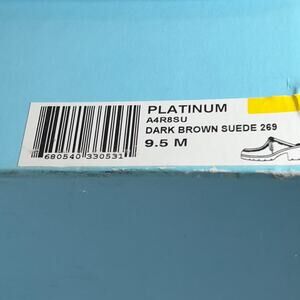 PLATINUM
A4R8SU
DARK BROWN SUEDE 269
9.5 M
680540 330531